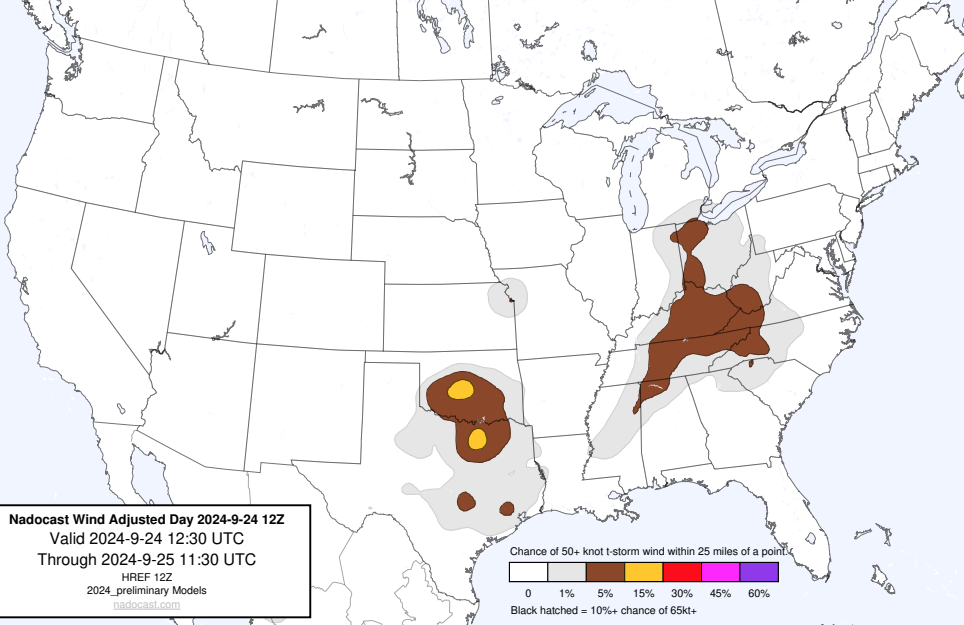 Nadocast Wind Adjusted Day 2024-9-24 12Z
Valid 2024-9-24 12:30 UTC
Through 2024-9-25 11:30 UTC
HREF 12Z
2024_preliminary Models
nadocast.com
Chance of 50+ knot t-storm wind within 25 miles of a point.
0 1% 5% 15% 30% 45% 60%
Black hatched = 10%+ chance of 65kt+